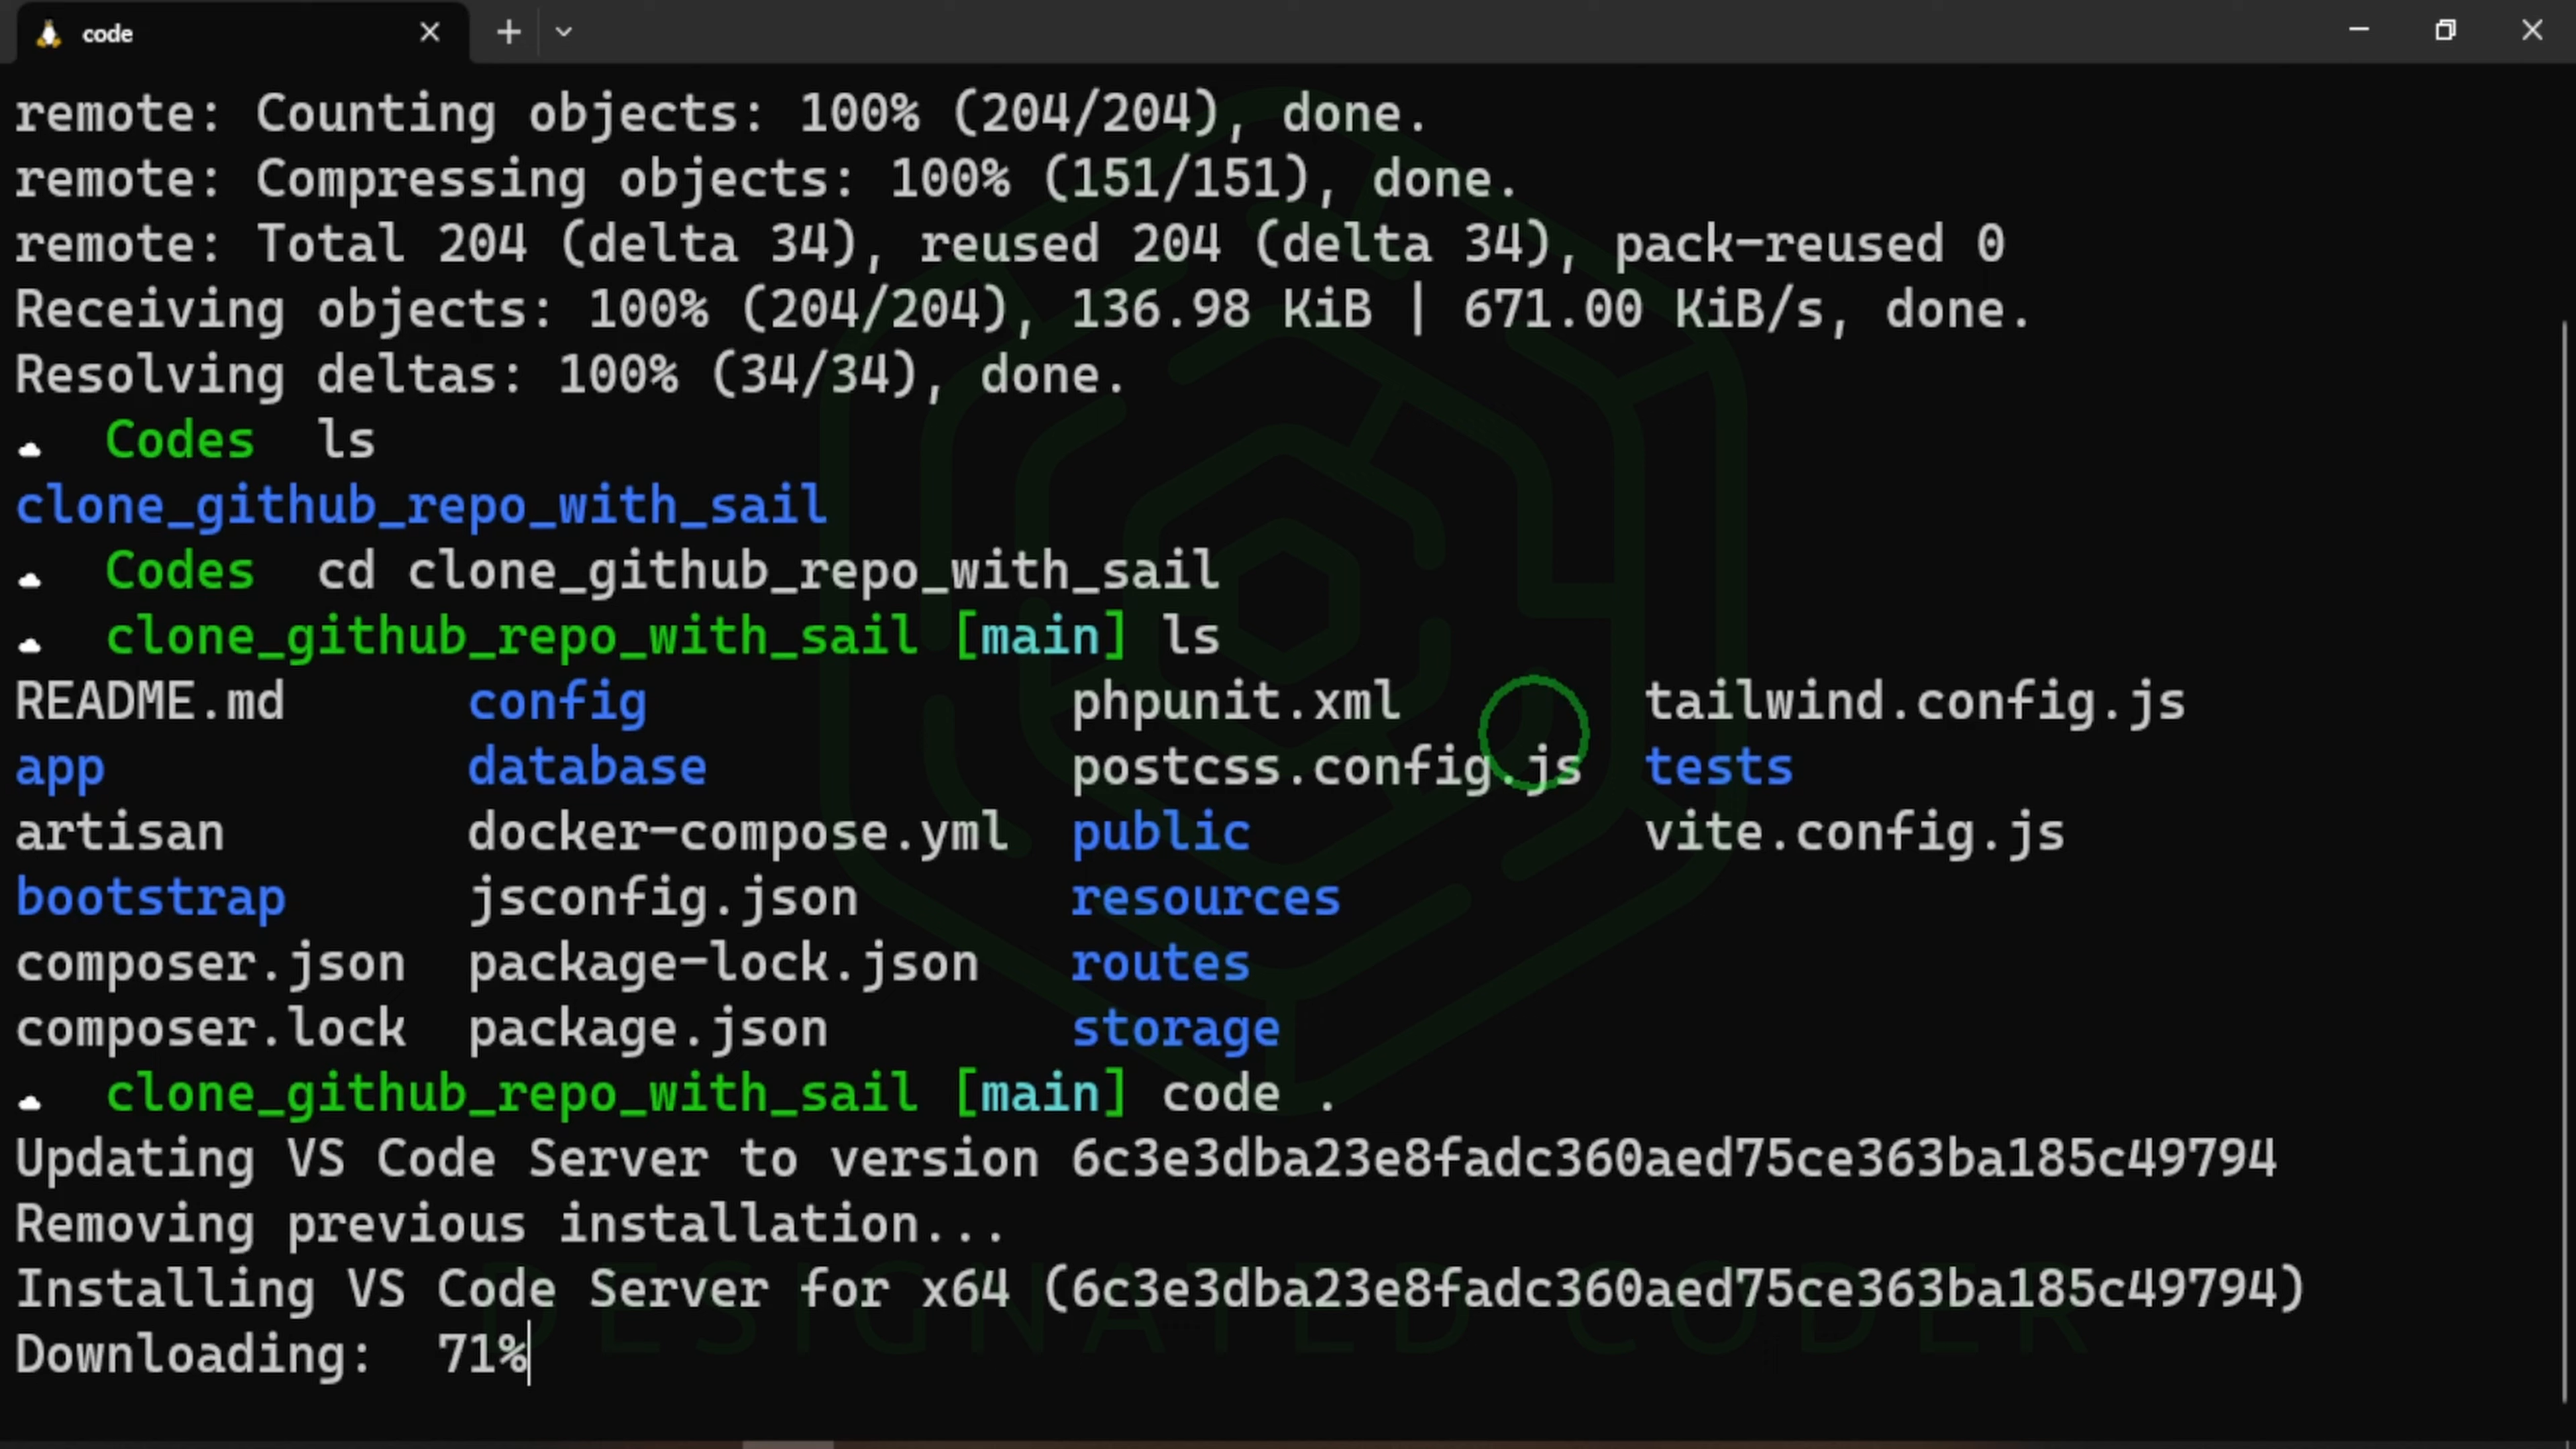 code
remote: Counting objects: 100% (204/204), done.
remote: Compressing objects: 100% (151/151), done.
remote: Total 204 (delta 34), reused 204 (delta 34), pack-reused 0
Receiving objects: 100% (204/204), 136.98 KiB | 671.00 KiB/s, done.
Resolving deltas: 100% (34/34), done.
Codes ls
clone_github_repo_with_sail
Codes cd clone_github_repo_with_sail
clone_github_repo_with_sail [main] ls
README.md config phpunit.xml tailwind.config.js
app database postcss.config.js tests
artisan docker-compose.yml public vite.config.js
bootstrap jsconfig.json resources
composer.json package-lock.json routes
composer.lock package.json storage
clone_github_repo_with_sail [main] code .
Updating VS Code Server to version 6c3e3dba23e8fadc360aed75ce363ba185c49794
Removing previous installation...
Installing VS Code Server for x64 (6c3e3dba23e8fadc360aed75ce363ba185c49794)
Downloading: 71%
DESIGNATED CODER